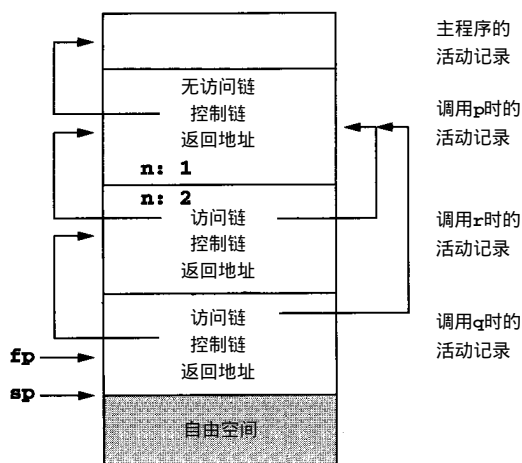 主程序的
活动记录
无访问链
控制链
返回地址
n: 1
调用p时的
活动记录
n: 2
访问链
控制链
返回地址
调用r时的
活动记录
访问链
控制链
返回地址
调用q时的
活动记录
fp
sp
自由空间